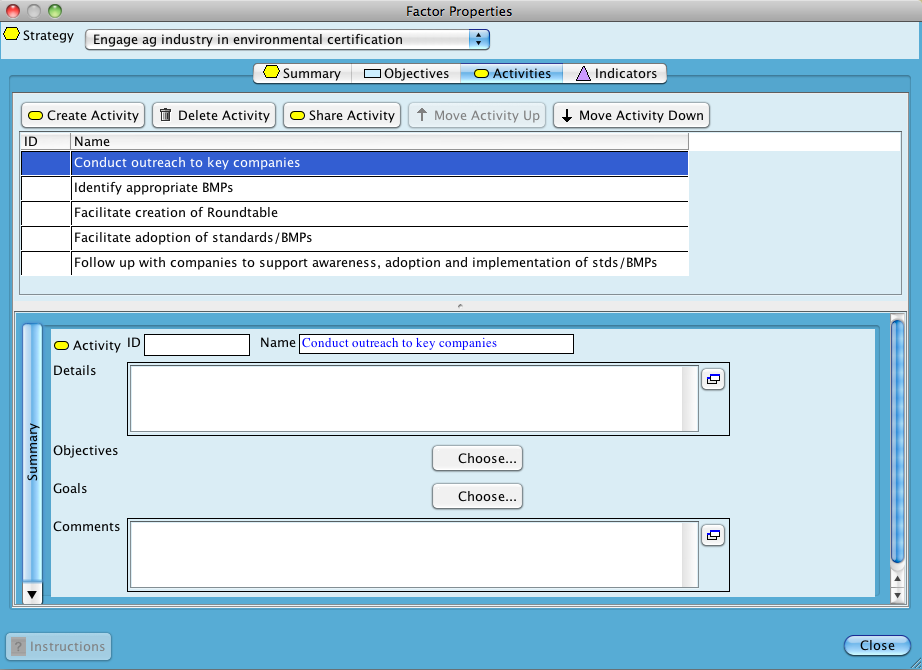 Factor Properties
Strategy
Engage ag industry in environmental certification
Summary Objectives Activities Indicators
Create Activity Delete Activity Share Activity Move Activity Up Move Activity Down
ID Name
Conduct outreach to key companies
Identify appropriate BMPs
Facilitate creation of Roundtable
Facilitate adoption of standards/BMPs
Follow up with companies to support awareness, adoption and implementation of stds/BMPs
Summary
Activity ID Name Conduct outreach to key companies
Details
Objectives Choose...
Goals Choose...
Comments
? Instructions Close